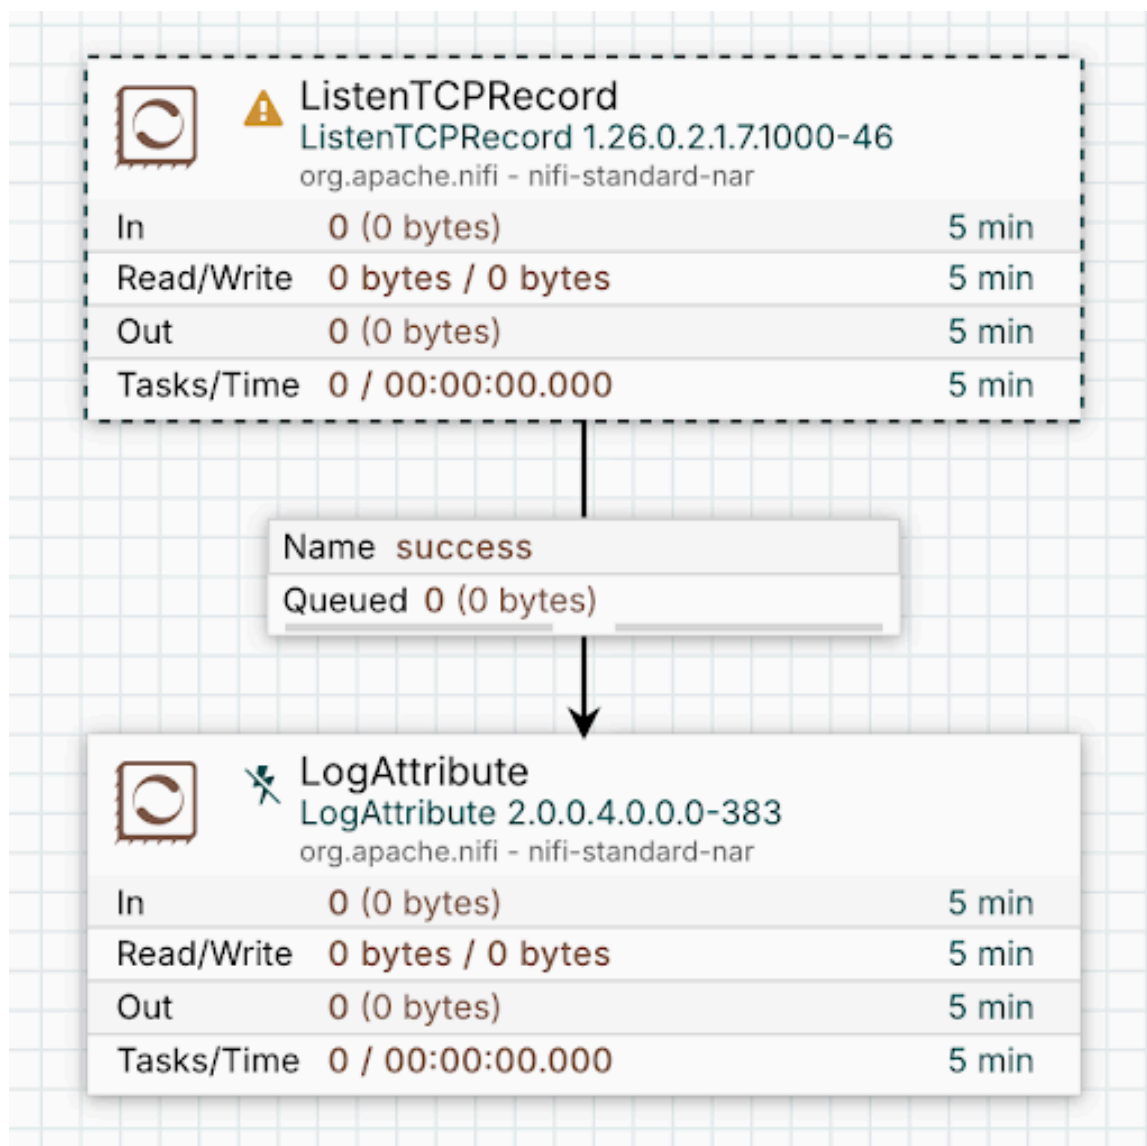 ListenTCPRecord
ListenTCPRecord 1.26.0.2.1.7.1000-46
org.apache.nifi - nifi-standard-nar
In 0 (0 bytes) 5 min
Read/Write 0 bytes / 0 bytes 5 min
Out 0 (0 bytes) 5 min
Tasks/Time 0 / 00:00:00.000 5 min
Name success
Queued 0 (0 bytes)
LogAttribute
LogAttribute 2.0.0.4.0.0.0-383
org.apache.nifi - nifi-standard-nar
In 0 (0 bytes) 5 min
Read/Write 0 bytes / 0 bytes 5 min
Out 0 (0 bytes) 5 min
Tasks/Time 0 / 00:00:00.000 5 min